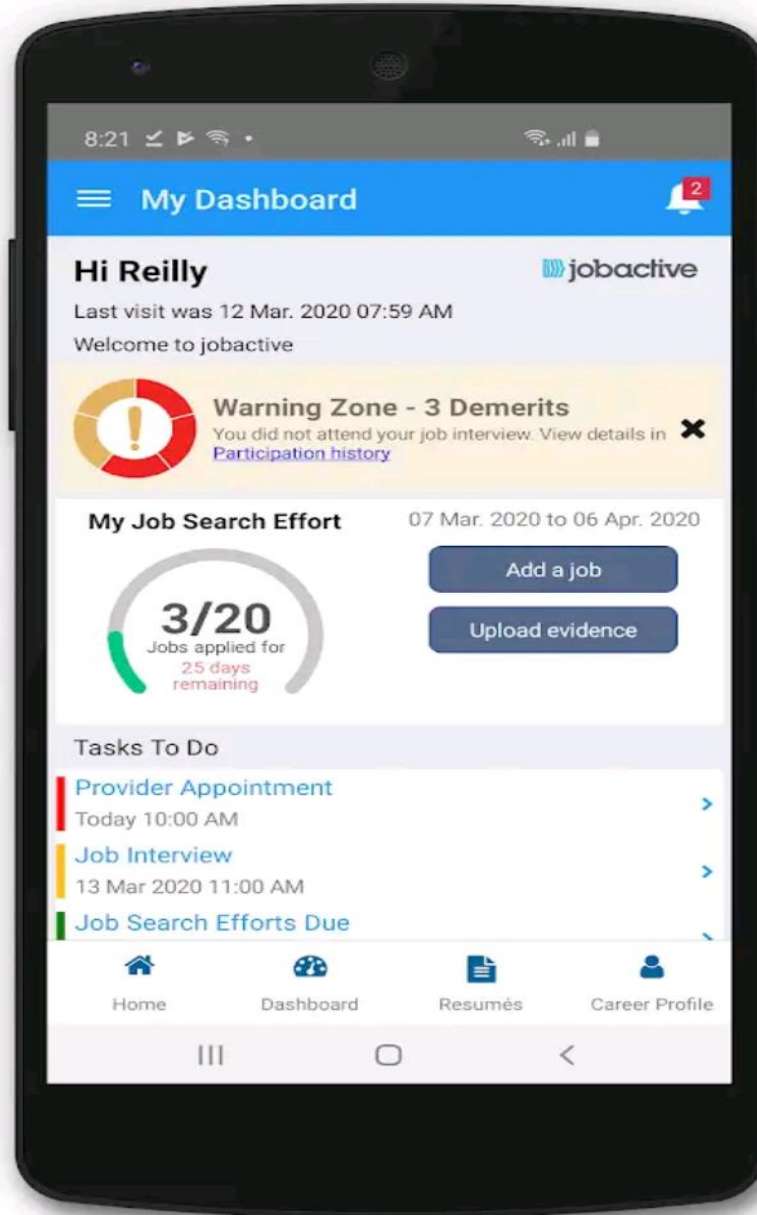 8:21
My Dashboard
2
Hi Reilly
jobactive
Last visit was 12 Mar. 2020 07:59 AM
Welcome to jobactive
Warning Zone - 3 Demerits
You did not attend your job interview. View details in
Participation history
My Job Search Effort
07 Mar. 2020 to 06 Apr. 2020
3/20
Jobs applied for
25 days
remaining
Add a job
Upload evidence
Tasks To Do
Provider Appointment
Today 10:00 AM
Job Interview
13 Mar 2020 11:00 AM
Job Search Efforts Due
Home Dashboard Resumés Career Profile